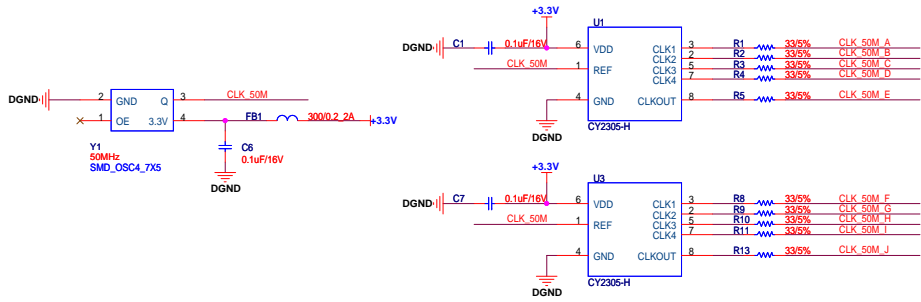 +3.3V
U1
DGND C1 0.1uF/16V 6 VDD CLK1 3 R1 33/5% CLK_50M_A
CLK2 2 R2 33/5% CLK_50M_B
CLK_50M 1 REF CLK3 5 R3 33/5% CLK_50M_C
CLK4 7 R4 33/5% CLK_50M_D
DGND 2 GND Q 3 CLK_50M
4 GND CLKOUT 8 R5 33/5% CLK_50M_E
1 OE 3.3V 4 FB1 300/0.2_2A +3.3V
DGND CY2305-H
Y1
50MHz
SMD_OSC4_7X5
C6
0.1uF/16V
DGND
+3.3V
U3
DGND C7 0.1uF/16V 6 VDD CLK1 3 R8 33/5% CLK_50M_F
CLK2 2 R9 33/5% CLK_50M_G
CLK_50M 1 REF CLK3 5 R10 33/5% CLK_50M_H
CLK4 7 R11 33/5% CLK_50M_I
4 GND CLKOUT 8 R13 33/5% CLK_50M_J
DGND CY2305-H